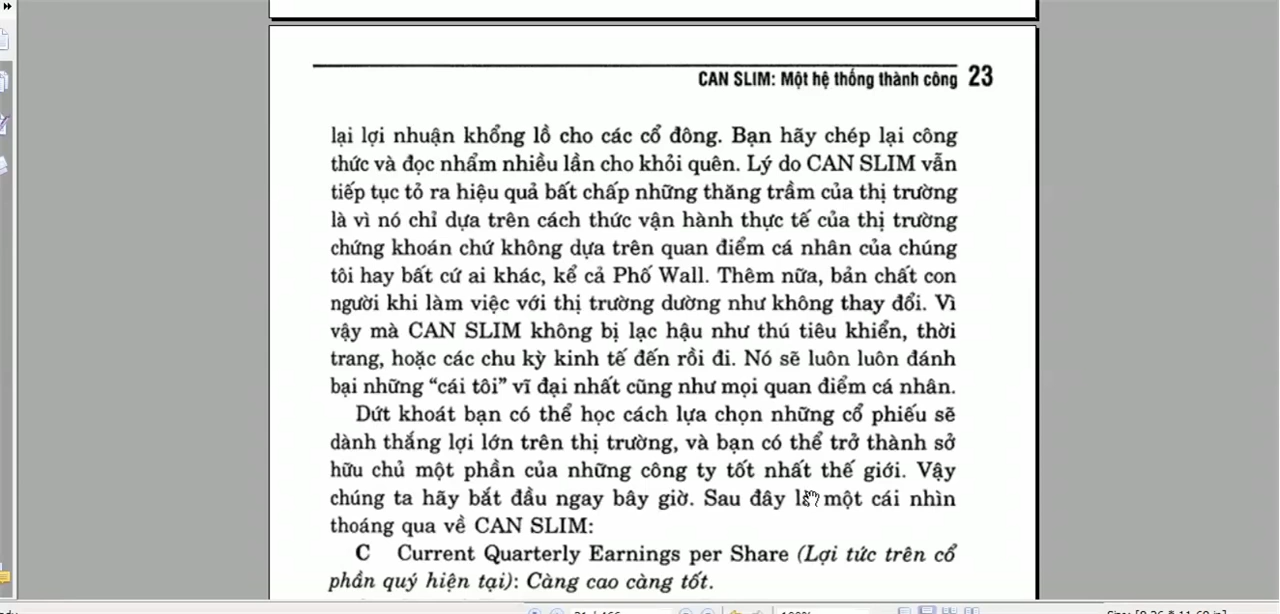 CAN SLIM: Một hệ thống thành công 23
lại lợi nhuận khổng lồ cho các cổ đông. Bạn hãy chép lại công
thức và đọc nhẩm nhiều lần cho khỏi quên. Lý do CAN SLIM vẫn
tiếp tục tỏ ra hiệu quả bất chấp những thăng trầm của thị trường
là vì nó chỉ dựa trên cách thức vận hành thực tế của thị trường
chứng khoán chứ không dựa trên quan điểm cá nhân của chúng
tôi hay bất cứ ai khác, kể cả Phố Wall. Thêm nữa, bản chất con
người khi làm việc với thị trường dường như không thay đổi. Vì
vậy mà CAN SLIM không bị lạc hậu như thú tiêu khiển, thời
trang, hoặc các chu kỳ kinh tế đến rồi đi. Nó sẽ luôn luôn đánh
bại những “cái tôi” vĩ đại nhất cũng như mọi quan điểm cá nhân.
Dứt khoát bạn có thể học cách lựa chọn những cổ phiếu sẽ
dành thắng lợi lớn trên thị trường, và bạn có thể trở thành sở
hữu chủ một phần của những công ty tốt nhất thế giới. Vậy
chúng ta hãy bắt đầu ngay bây giờ. Sau đây là một cái nhìn
thoáng qua về CAN SLIM:
C Current Quarterly Earnings per Share (Lợi tức trên cổ
phần quý hiện tại): Càng cao càng tốt.